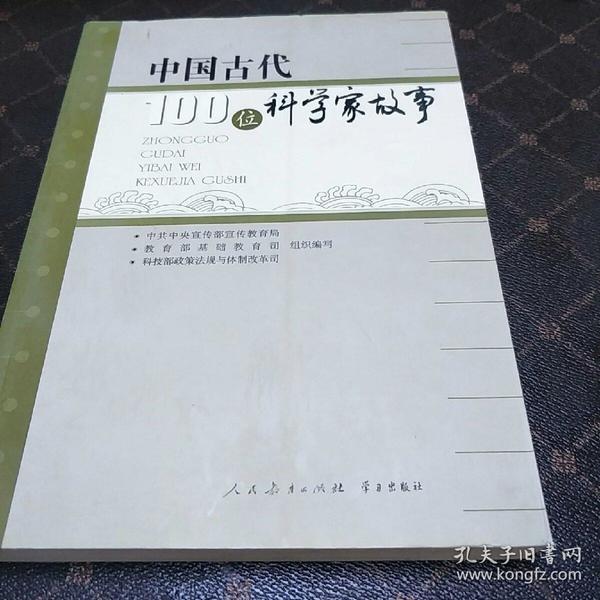 中国古代
100位科学家故事
ZHONGGUO
GUDAI
YIBAI WEI
KEXUEJIA GUSHI
• 中共中央宣传部宣传教育局
• 教育部基础教育司 组织编写
• 科技部政策法规与体制改革司
人民教育出版社 学习出版社
孔夫子旧书网
www.kongfz.com